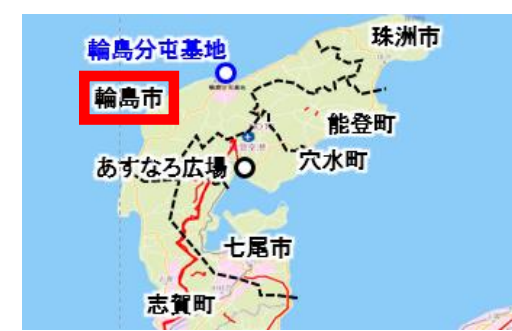 珠洲市
輪島分屯基地
輪島市
能登町
あすなろ広場
穴水町
七尾市
志賀町